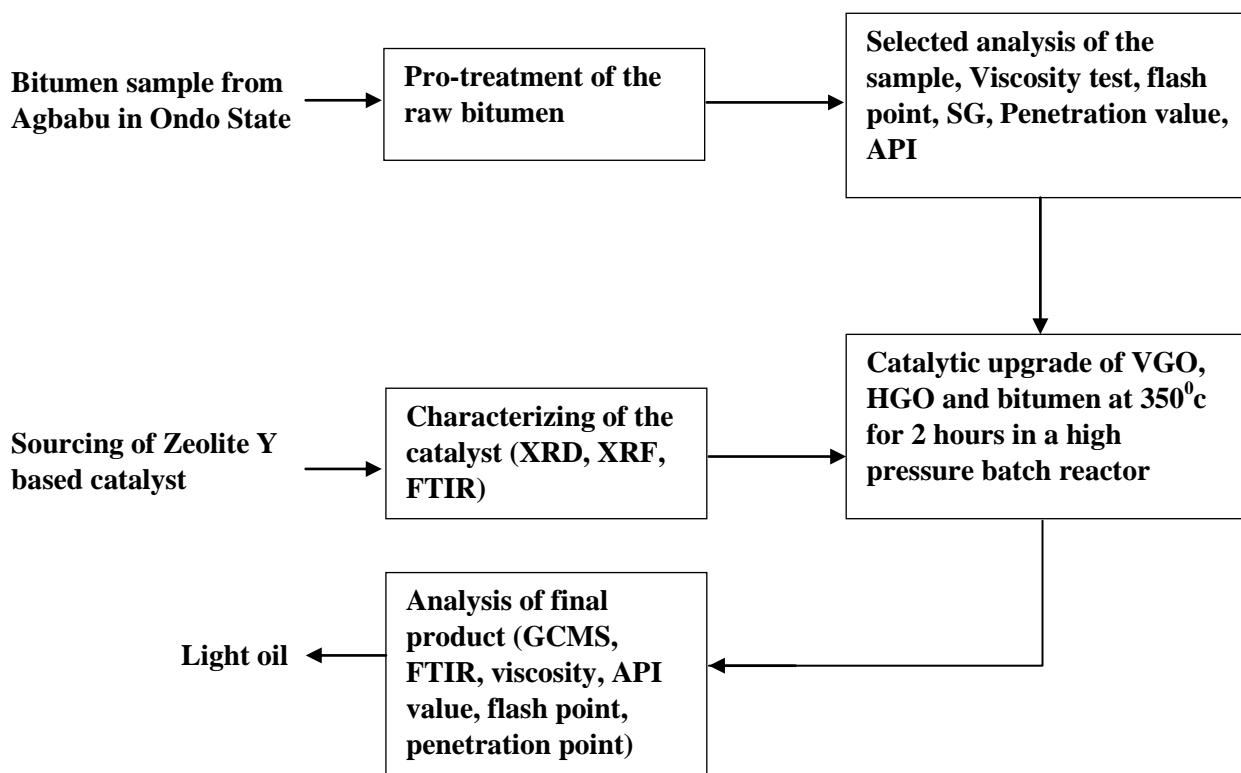 Bitumen sample from
Agbabu in Ondo State
Pro-treatment of the
raw bitumen
Selected analysis of the
sample, Viscosity test, flash
point, SG, Penetration value,
API
Sourcing of Zeolite Y
based catalyst
Characterizing of the
catalyst (XRD, XRF,
FTIR)
Catalytic upgrade of VGO,
HGO and bitumen at 350⁰c
for 2 hours in a high
pressure batch reactor
Analysis of final
product (GCMS,
FTIR, viscosity, API
value, flash point,
penetration point)
Light oil